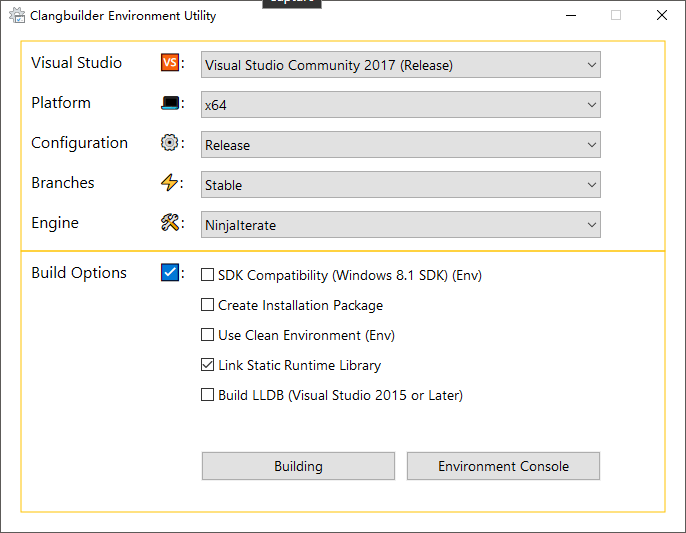 Clangbuilder Environment Utility
Visual Studio VS : Visual Studio Community 2017 (Release)
Platform : x64
Configuration : Release
Branches : Stable
Engine : NinjaIterate
Build Options :
SDK Compatibility (Windows 8.1 SDK) (Env)
Create Installation Package
Use Clean Environment (Env)
Link Static Runtime Library
Build LLDB (Visual Studio 2015 or Later)
Building Environment Console